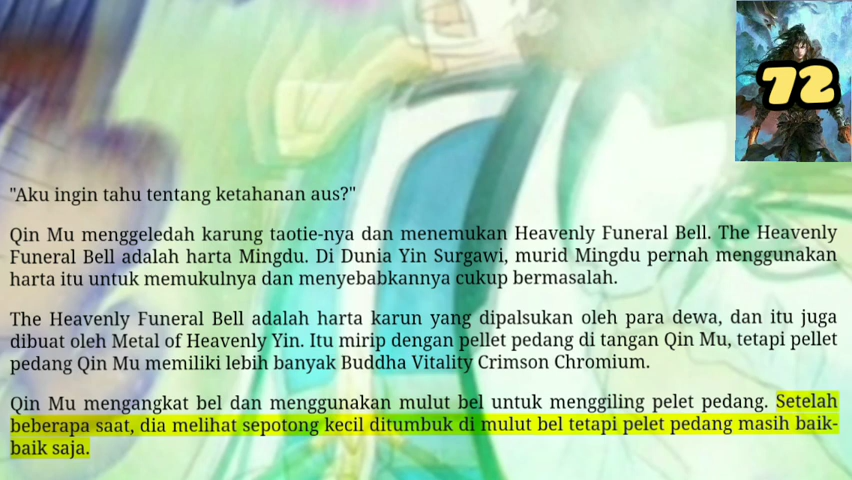 72
"Aku ingin tahu tentang ketahanan aus?"
Qin Mu menggeledah karung taotie-nya dan menemukan Heavenly Funeral Bell. The Heavenly
Funeral Bell adalah harta Mingdu. Di Dunia Yin Surgawi, murid Mingdu pernah menggunakan
harta itu untuk memukulnya dan menyebabkannya cukup bermasalah.
The Heavenly Funeral Bell adalah harta karun yang dipalsukan oleh para dewa, dan itu juga
dibuat oleh Metal of Heavenly Yin. Itu mirip dengan pellet pedang di tangan Qin Mu, tetapi pellet
pedang Qin Mu memiliki lebih banyak Buddha Vitality Crimson Chromium.
Qin Mu mengangkat bel dan menggunakan mulut bel untuk menggiling pelet pedang. Setelah
beberapa saat, dia melihat sepotong kecil ditumbuk di mulut bel tetapi pelet pedang masih baik-
baik saja.